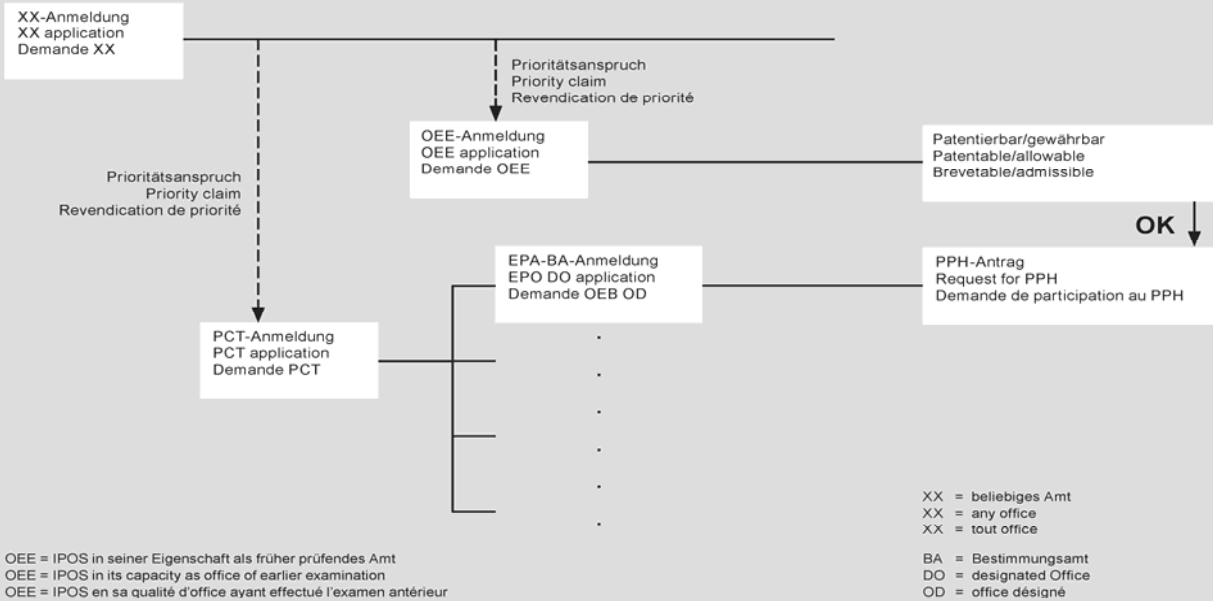 XX-Anmeldung
XX application
Demande XX
Prioritätsanspruch
Priority claim
Revendication de priorité
OEE-Anmeldung
OEE application
Demande OEE
Patentierbar/gewährbar
Patentable/allowable
Brevetable/admissible
Prioritätsanspruch
Priority claim
Revendication de priorité
OK
EPA-BA-Anmeldung
EPO DO application
Demande OEB OD
PPH-Antrag
Request for PPH
Demande de participation au PPH
PCT-Anmeldung
PCT application
Demande PCT
XX = beliebiges Amt
XX = any office
XX = tout office
OEE = IPOS in seiner Eigenschaft als früher prüfendes Amt
OEE = IPOS in its capacity as office of earlier examination
OEE = IPOS en sa qualité d'office ayant effectué l'examen antérieur
BA = Bestimmungsamt
DO = designated Office
OD = office désigné